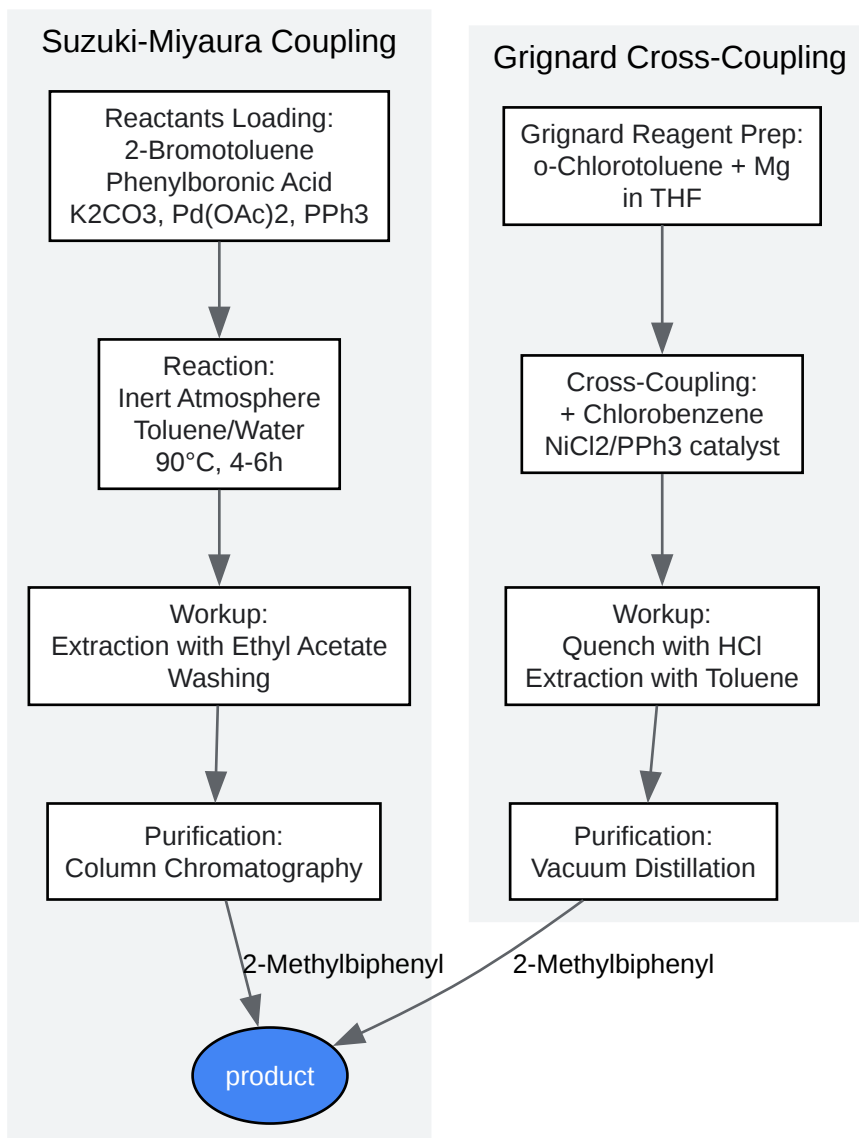 Suzuki-Miyaura Coupling
Reactants Loading:
2-Bromotoluene
Phenylboronic Acid
K2CO3, Pd(OAc)2, PPh3
Reaction:
Inert Atmosphere
Toluene/Water
90°C, 4-6h
Workup:
Extraction with Ethyl Acetate
Washing
Purification:
Column Chromatography
2-Methylbiphenyl
Grignard Cross-Coupling
Grignard Reagent Prep:
o-Chlorotoluene + Mg
in THF
Cross-Coupling:
+ Chlorobenzene
NiCl2/PPh3 catalyst
Workup:
Quench with HCl
Extraction with Toluene
Purification:
Vacuum Distillation
2-Methylbiphenyl
product